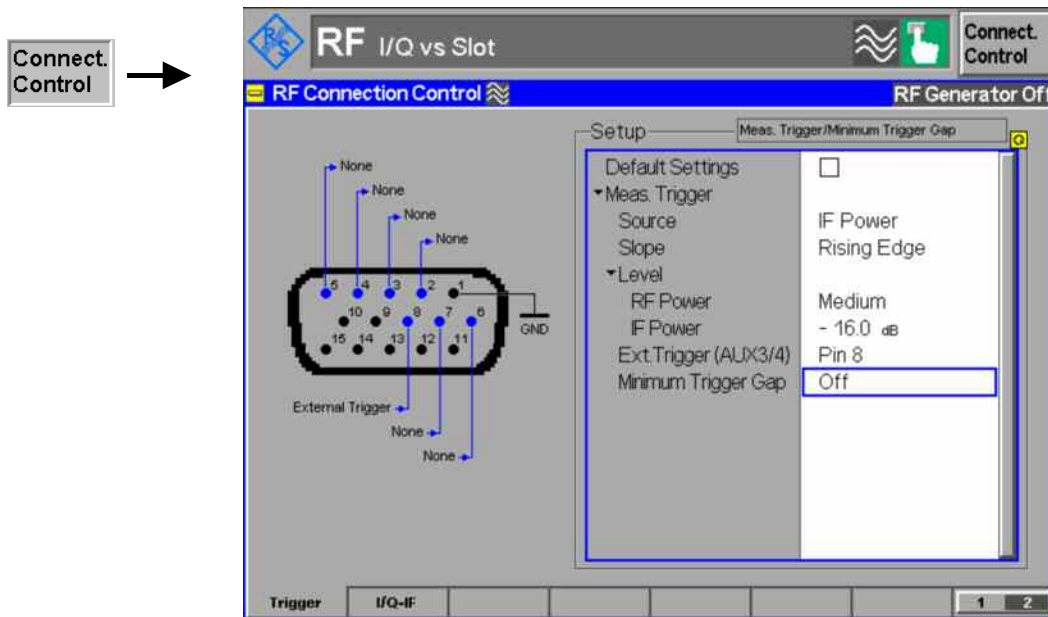 Connect.
Control
R&S
RF I/Q vs Slot
Connect.
Control
RF Connection Control
RF Generator Off
Setup
Meas. Trigger/Minimum Trigger Gap
Default Settings
Meas. Trigger
Source IF Power
Slope Rising Edge
Level
RF Power Medium
IF Power - 16.0 dB
Ext.Trigger (AUX3/4) Pin 8
Minimum Trigger Gap Off
None
None
None
None
5 4 3 2 1
10 9 8 7 6
15 14 13 12 11
GND
External Trigger
None
None
Trigger I/Q-IF
1 2